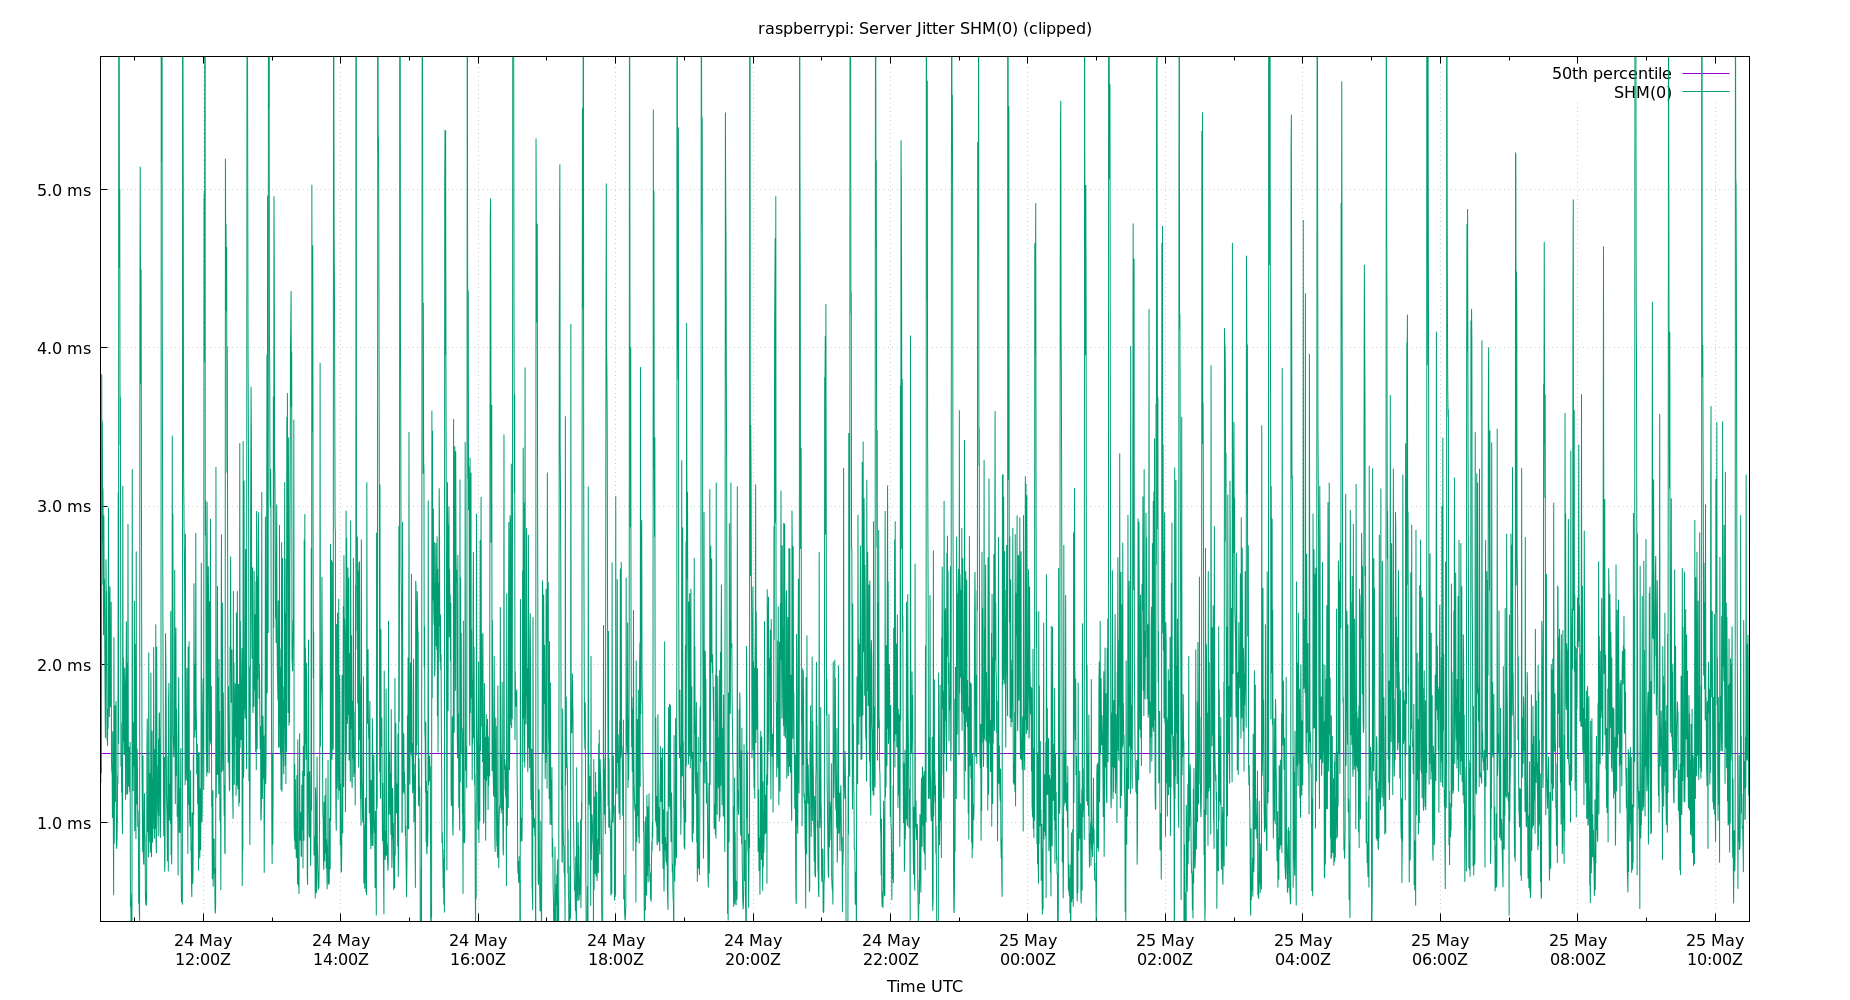 raspberrypi: Server Jitter SHM(0) (clipped)
50th percentile
SHM(0)
5.0 ms
4.0 ms
3.0 ms
2.0 ms
1.0 ms
24 May 24 May 24 May 24 May 24 May 24 May 25 May 25 May 25 May 25 May 25 May 25 May
12:00Z 14:00Z 16:00Z 18:00Z 20:00Z 22:00Z 00:00Z 02:00Z 04:00Z 06:00Z 08:00Z 10:00Z
Time UTC